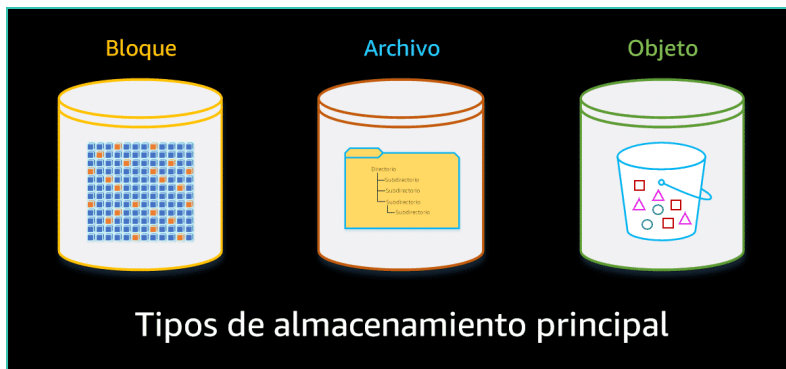 Bloque
Archivo
Objeto
Directorio
Subdirectorio
Subdirectorio
Subdirectorio
Subdirectorio
Tipos de almacenamiento principal